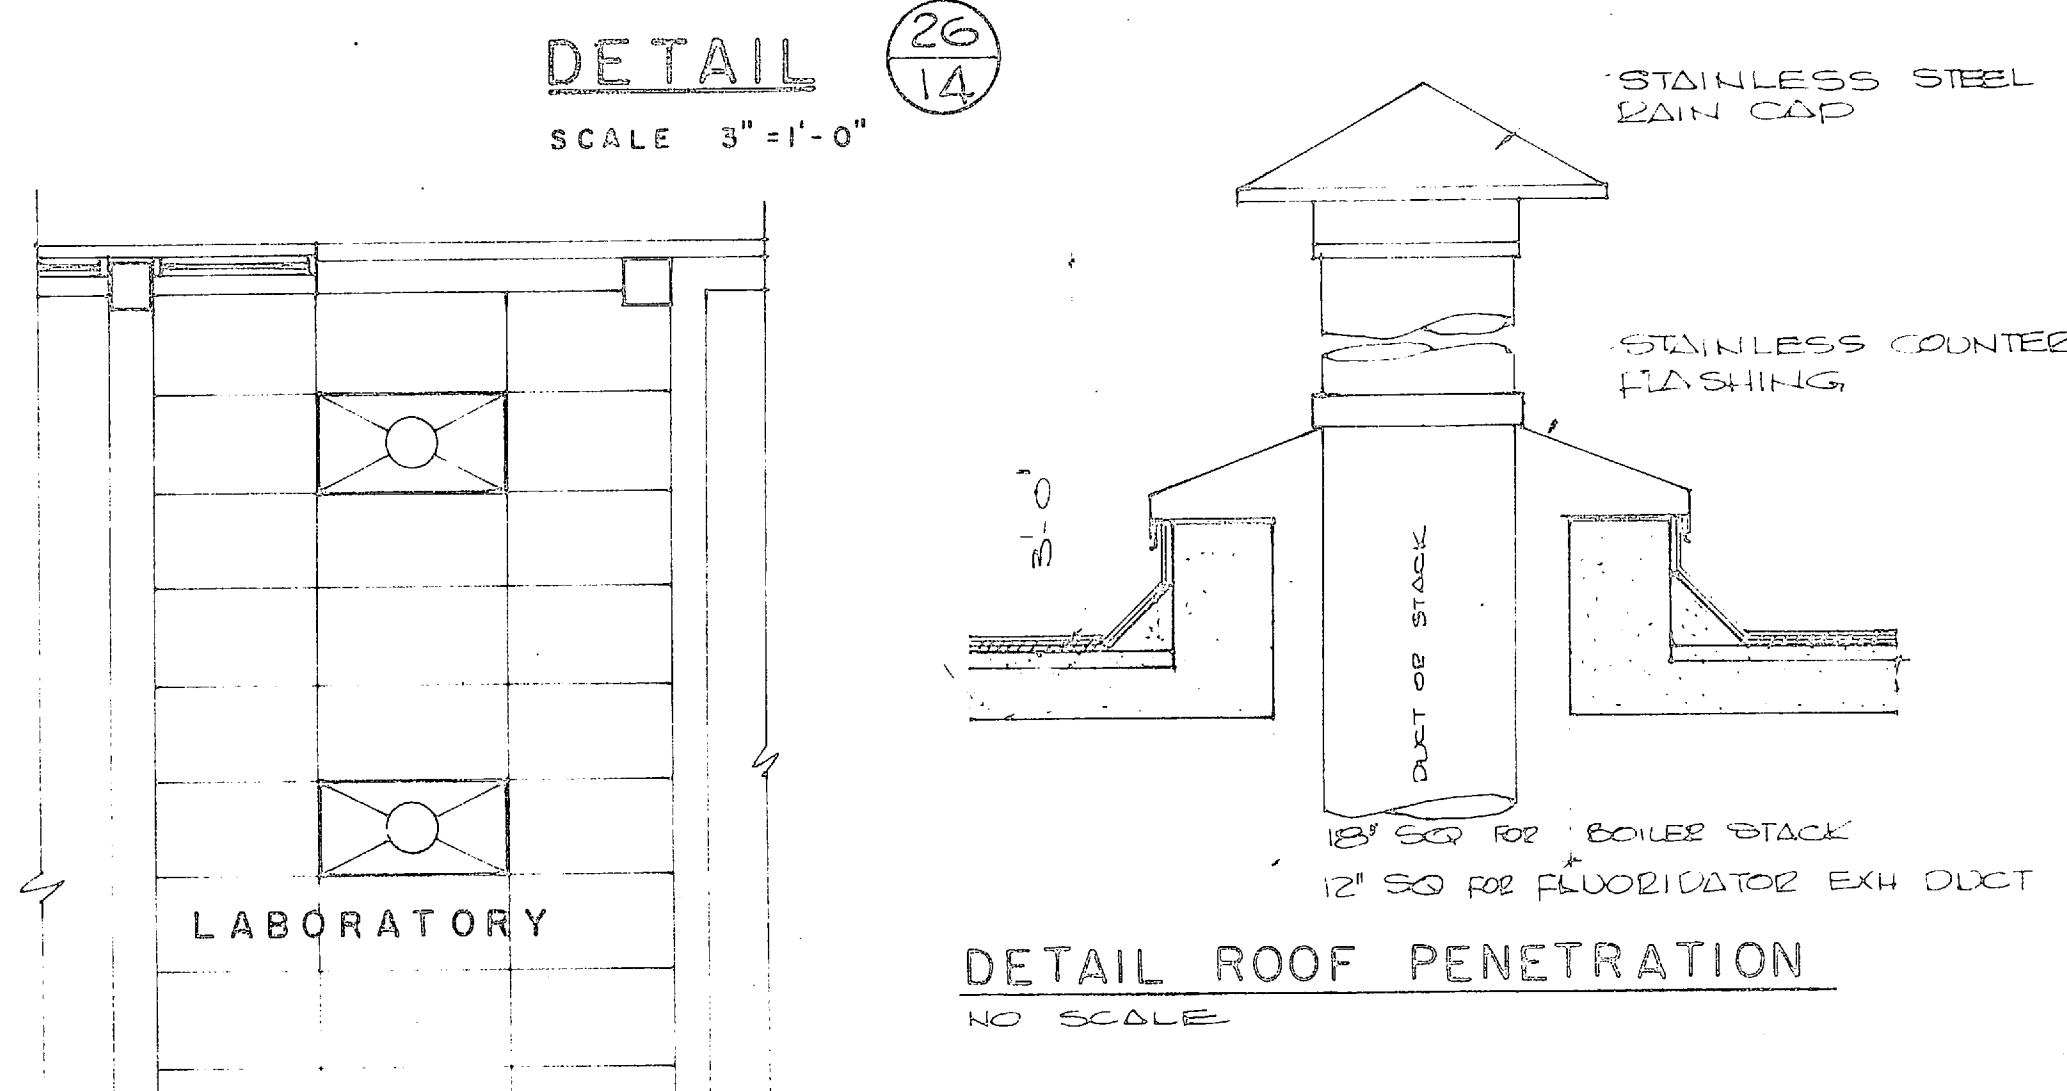 DETAIL
26
14
SCALE 3" = 1'-0"
STAINLESS STEEL
RAIN CAP
STAINLESS COUNTER
FLASHING
3'-0"
DUCT OR STACK
18" SQ FOR BOILER STACK
12" SQ FOR FLUORIDATOR EXH DUCT
LABORATORY
DETAIL ROOF PENETRATION
NO SCALE